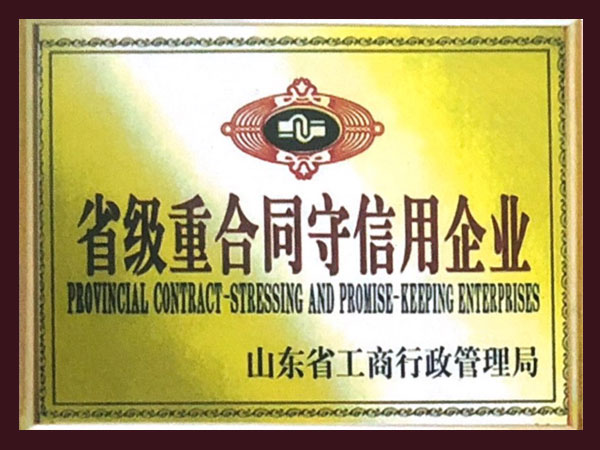 省级重合同守信用企业
PROVINCIAL CONTRACT-STRESSING AND PROMISE-KEEPING ENTERPRISES
山东省工商行政管理局